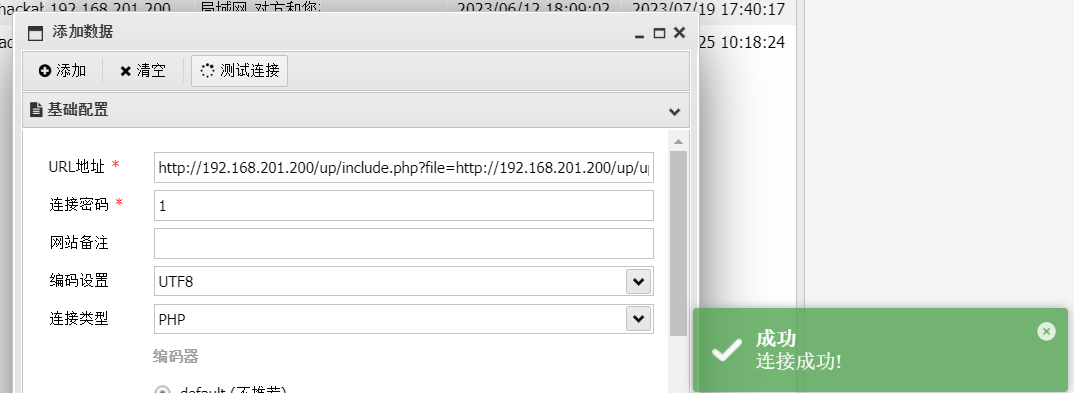 192.168.201.200 局域网 对方和您: 2023/06/12 18:09:02 2023/07/19 17:40:17
添加数据
25 10:18:24
添加 清空 测试连接
基础配置
URL地址 * http://192.168.201.200/up/include.php?file=http://192.168.201.200/up/u
连接密码 * 1
网站备注
编码设置 UTF8
连接类型 PHP
成功
连接成功!
编码器
default (不推荐)